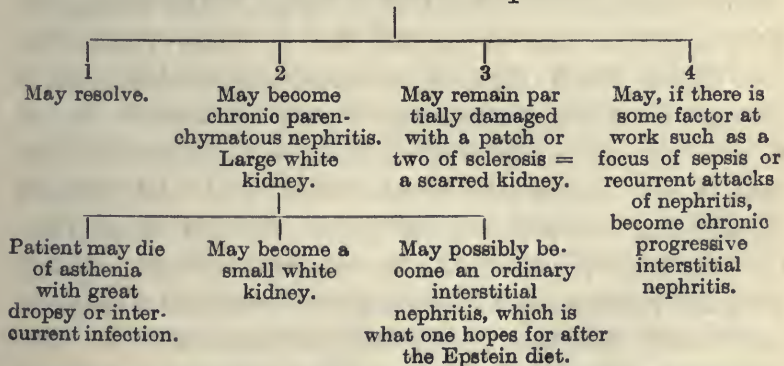 1
May resolve.
2
May become
chronic paren-
chymatous nephritis.
Large white
kidney.
3
May remain par
tially damaged
with a patch or
two of sclerosis =
a scarred kidney.
4
May, if there is
some factor at
work such as a
focus of sepsis or
recurrent attacks
of nephritis,
become chronic
progressive
interstitial
nephritis.
Patient may die
of asthenia
with great
dropsy or inter-
current infection.
May become a
small white
kidney.
May possibly be-
come an ordinary
interstitial
nephritis, which is
what one hopes for after
the Epstein diet.